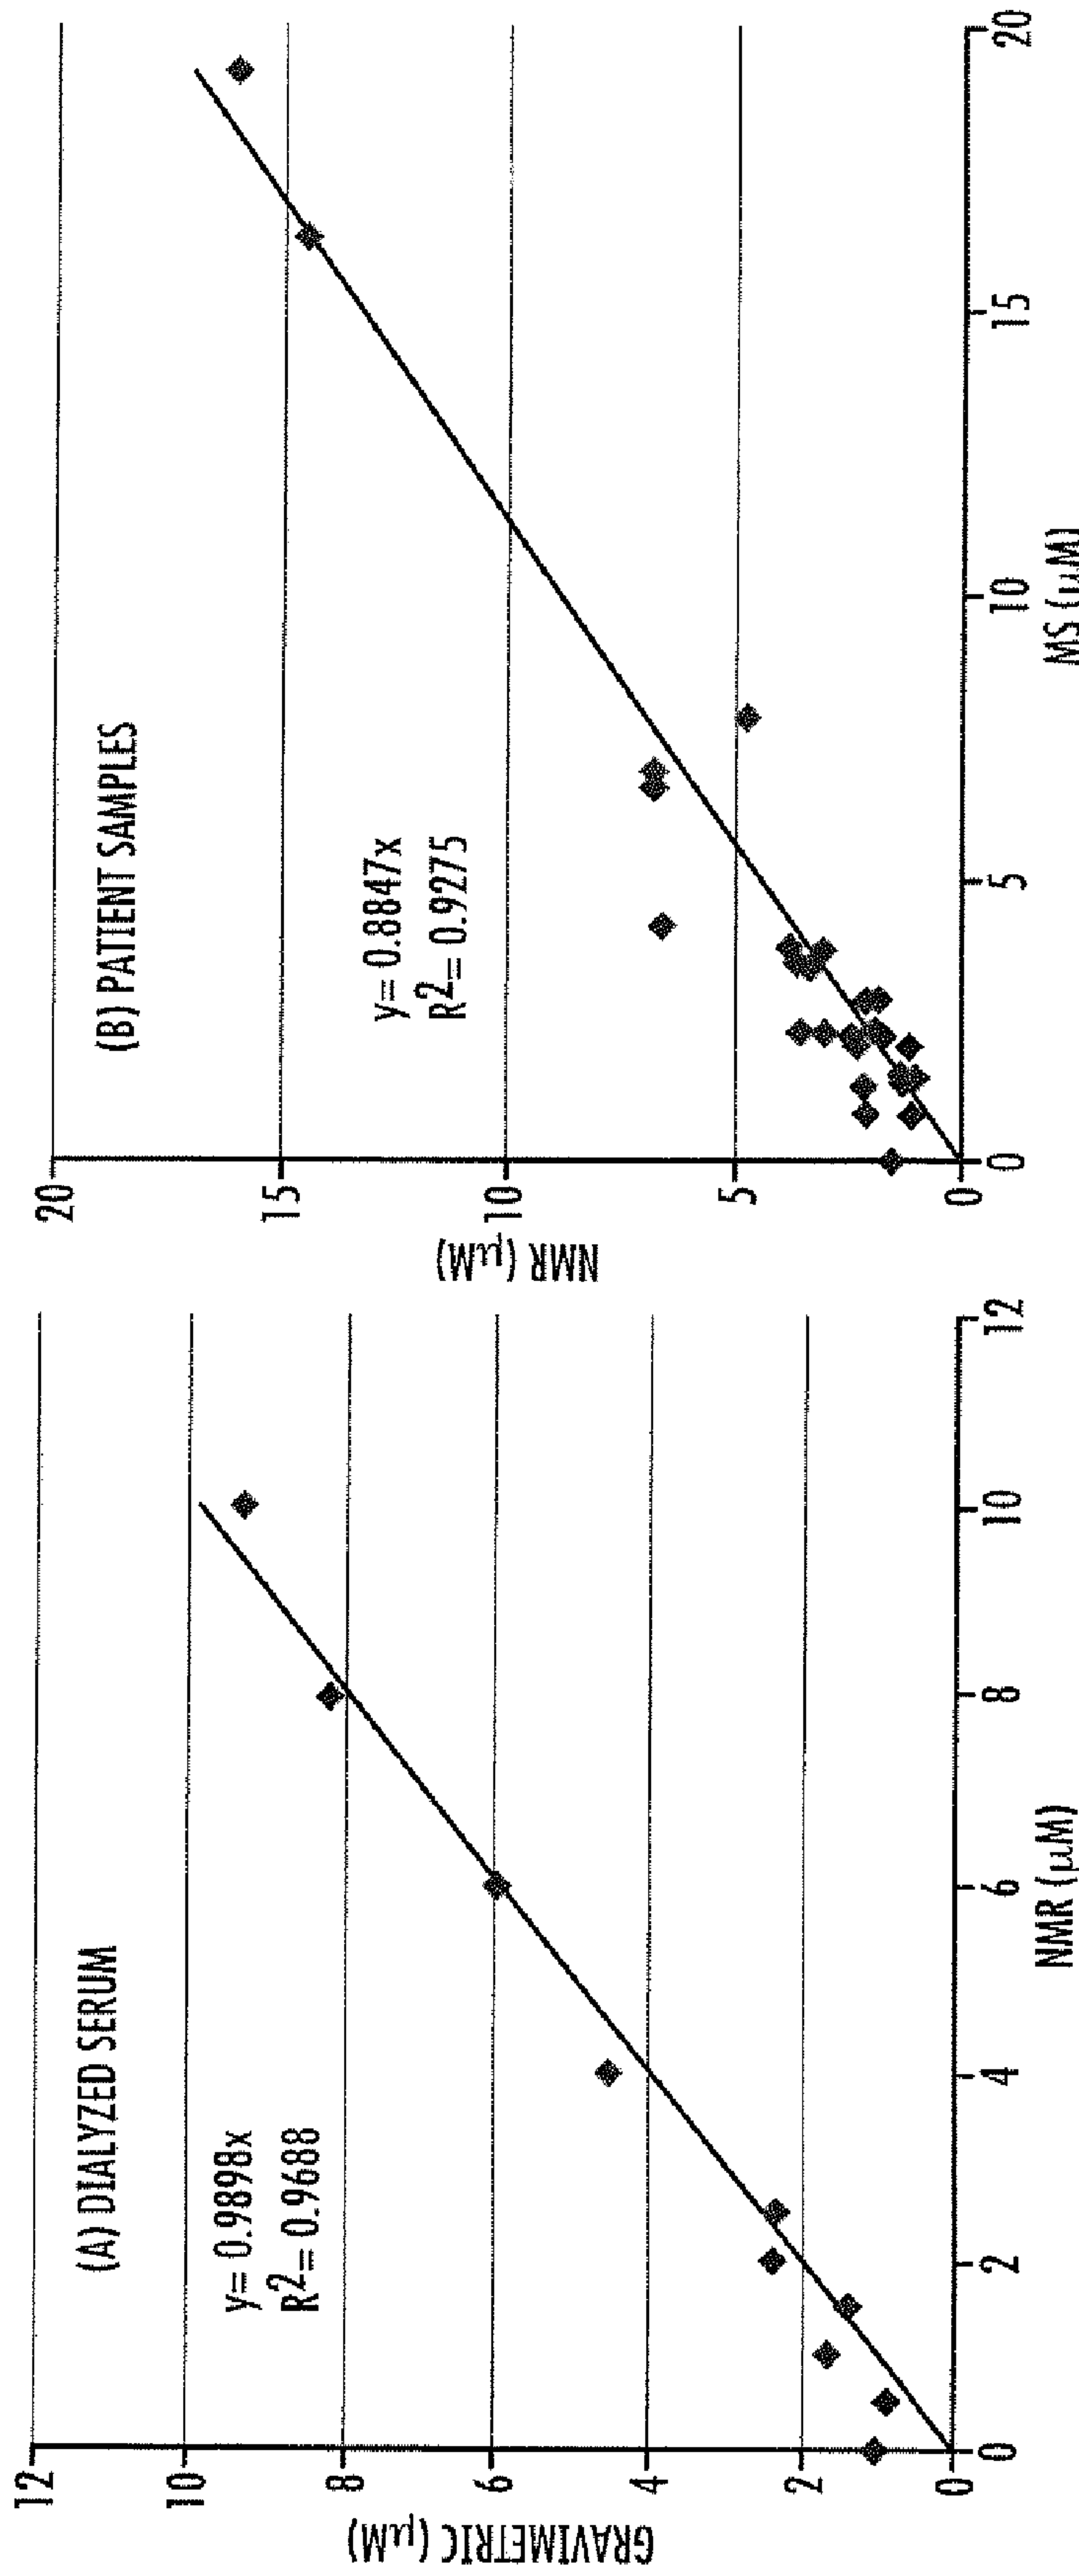 (A) DIALYZED SERUM
y= 0.9898x
R2= 0.9688
GRAVIMETRIC (μM)
12
10
8
6
4
2
0
0 2 4 6 8 10 12
NMR (μM)
(B) PATIENT SAMPLES
y= 0.8847x
R2= 0.9275
NMR (μM)
20
15
10
5
0
0 5 10 15 20
MS (μM)